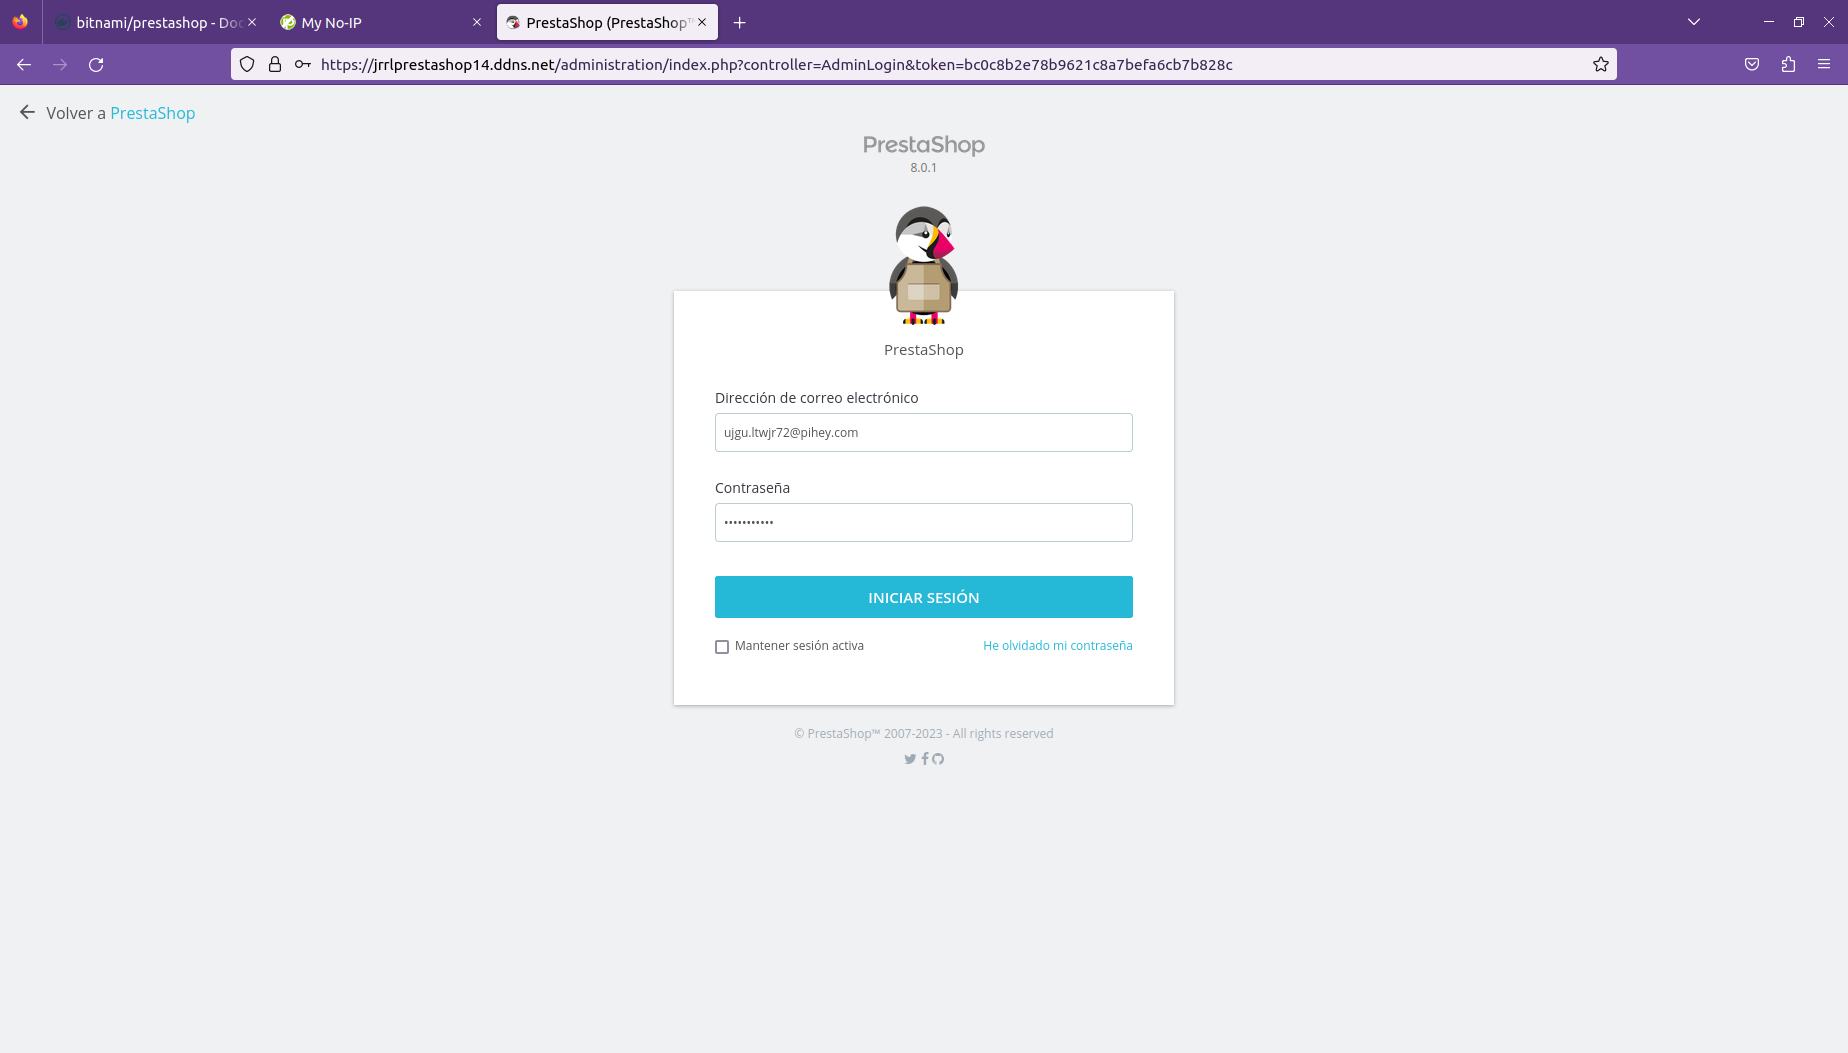 bitnami/prestashop - Doc
My No-IP
PrestaShop (PrestaShop™
https://jrrlprestashop14.ddns.net/administration/index.php?controller=AdminLogin&token=bc0c8b2e78b9621c8a7befa6cb7b828c
Volver a PrestaShop
PrestaShop
8.0.1
PrestaShop
Dirección de correo electrónico
ujgu.ltwjr72@pihey.com
Contraseña
•••••••••••
INICIAR SESIÓN
Mantener sesión activa
He olvidado mi contraseña
© PrestaShop™ 2007-2023 - All rights reserved